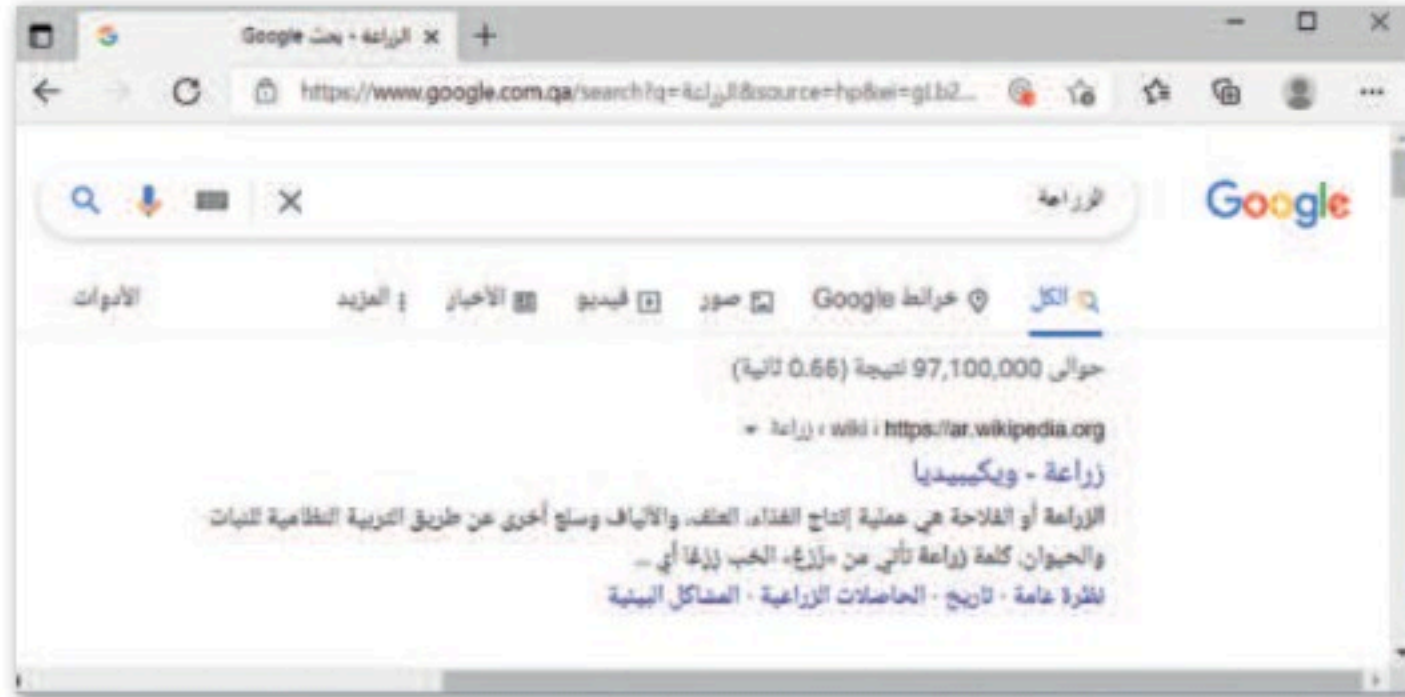 الزراعة - بحث Google
https://www.google.com.qa/search?q=الزراعة&source=hp&ei=gLb2...
Google
الزراعة
الكل خرائط Google صور فيديو الأخبار المزيد الأدوات
حوالى 97,100,000 نتيجة (0.66 ثانية)
https://ar.wikipedia.org › wiki › زراعة
زراعة - ويكيبيديا
الزراعة أو الفلاحة هي عملية إنتاج الغذاء، العلف، والألياف وسلع أخرى عن طريق التربية النظامية للنبات
والحيوان. كلمة زراعة تأتي من «زَرَعَ» الحب زرعًا أي ...
نظرة عامة · تاريخ · الحاصلات الزراعية · المشاكل البيئية